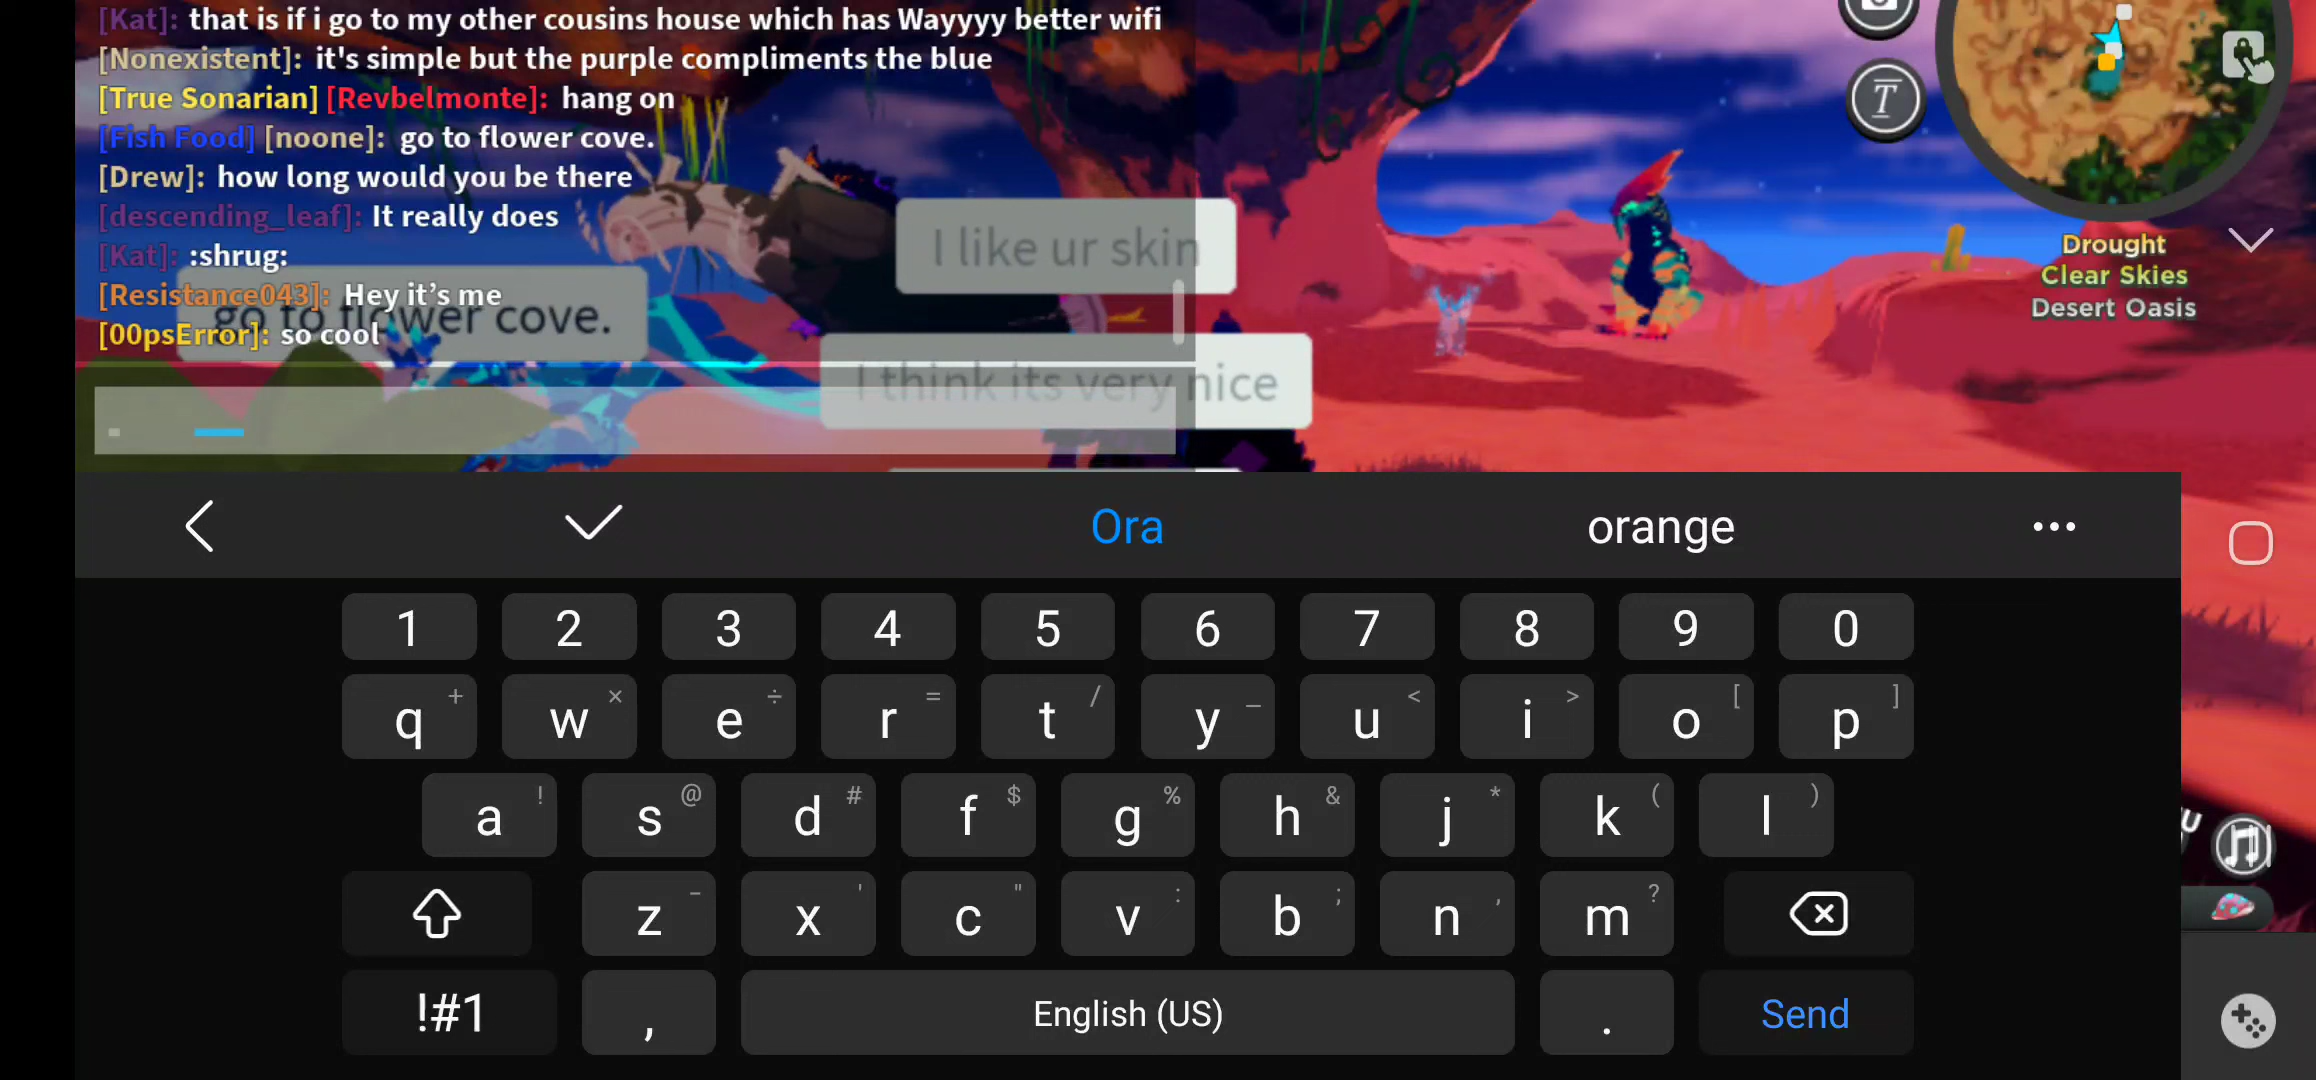 [Kat]: that is if i go to my other cousins house which has Wayyyy better wifi
[Nonexistent]: it's simple but the purple compliments the blue
[True Sonarian] [Revbelmonte]: hang on
[Fish Food] [noone]: go to flower cove.
[Drew]: how long would you be there
[descending_leaf]: It really does
[Kat]: :shrug:
[Resistance043]: Hey it’s me
[00psError]: so cool
I like ur skin
go to flower cove.
I think its very nice
T
Drought
Clear Skies
Desert Oasis
Ora orange
1 2 3 4 5 6 7 8 9 0
q + w × e ÷ r = t / y _ u < i > o [ p ]
a ! s @ d # f $ g % h & j * k ( l )
z - x ' c " v : b ; n , m ?
!#1 , English (US) . Send